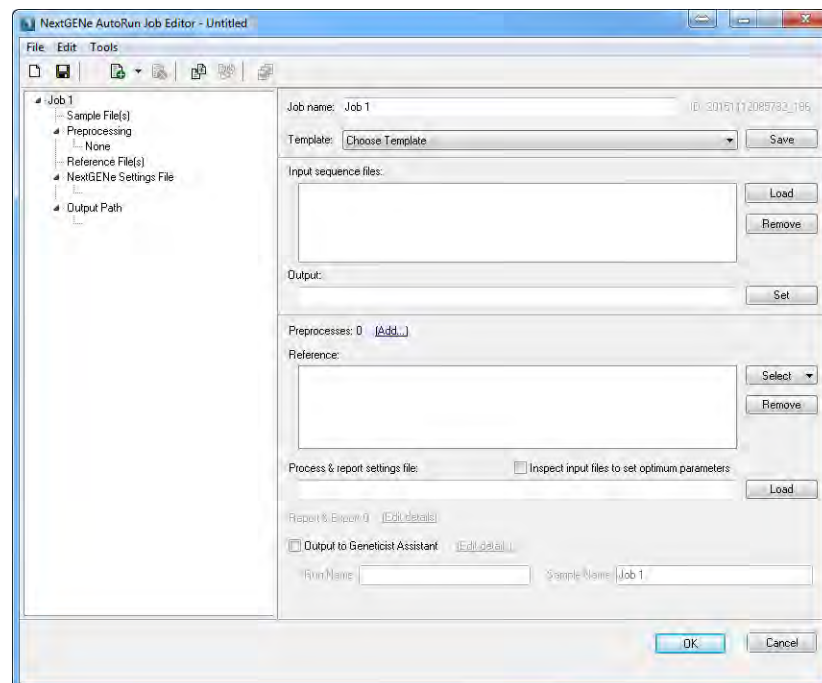 NextGENe AutoRun Job Editor - Untitled
File Edit Tools
Job 1
Sample File(s)
Preprocessing
None
Reference File(s)
NextGENe Settings File
Output Path
Job name: Job 1
Template: Choose Template Save
Input sequence files:
Load
Remove
Output:
Set
Preprocesses: 0 (Add...)
Reference:
Select
Remove
Process & report settings file: Inspect input files to set optimum parameters
Load
Report & Export: 0 (Edit details)
Output to Geneticist Assistant (Edit detail...)
Run Name: Sample Name: Job 1
OK Cancel